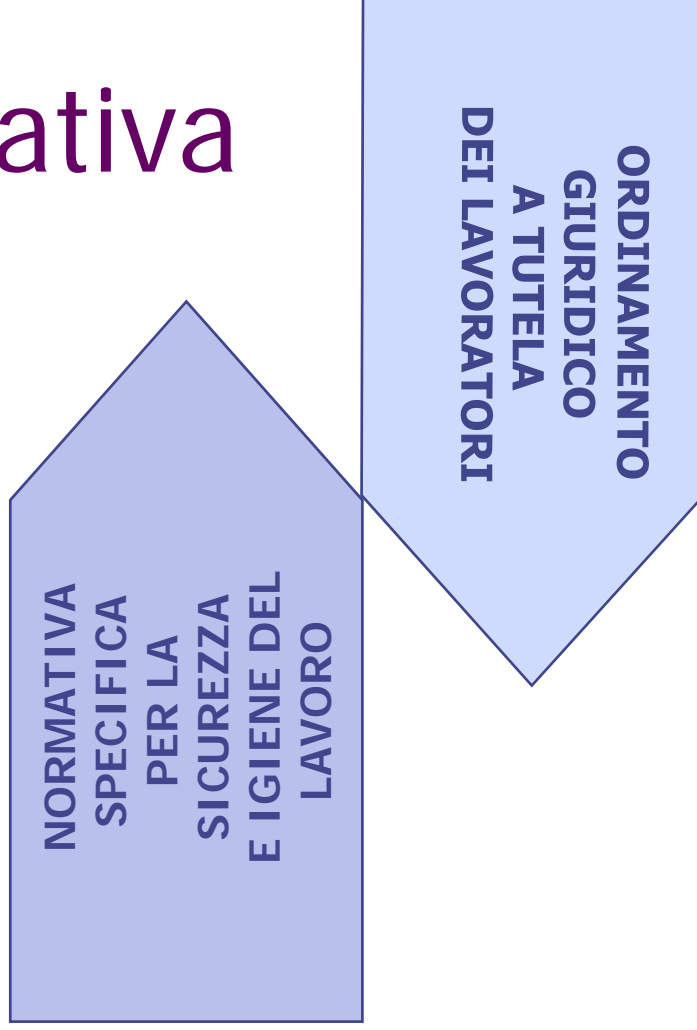 ativa
ORDINAMENTO
GIURIDICO
A TUTELA
DEI LAVORATORI
NORMATIVA
SPECIFICA
PER LA
SICUREZZA
E IGIENE DEL
LAVORO